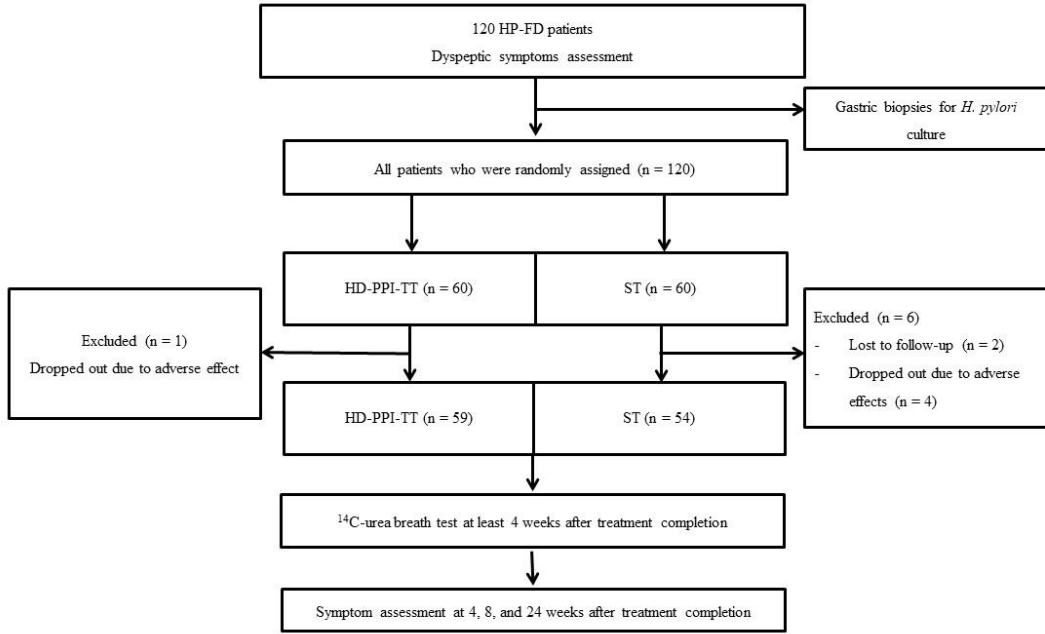 120 HP-FD patients
Dyspeptic symptoms assessment
Gastric biopsies for H. pylori
culture
All patients who were randomly assigned (n = 120)
HD-PPI-TT (n = 60)
ST (n = 60)
Excluded (n = 1)
Dropped out due to adverse effect
Excluded (n = 6)
- Lost to follow-up (n = 2)
- Dropped out due to adverse
effects (n = 4)
HD-PPI-TT (n = 59)
ST (n = 54)
¹⁴C-urea breath test at least 4 weeks after treatment completion
Symptom assessment at 4, 8, and 24 weeks after treatment completion